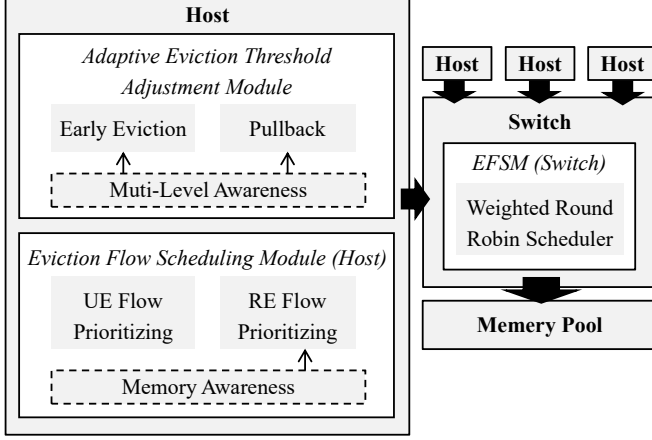 Host
Adaptive Eviction Threshold
Adjustment Module
Early Eviction
Pullback
Muti-Level Awareness
Eviction Flow Scheduling Module (Host)
UE Flow
Prioritizing
RE Flow
Prioritizing
Memory Awareness
Host
Host
Host
Switch
EFSM (Switch)
Weighted Round
Robin Scheduler
Memery Pool